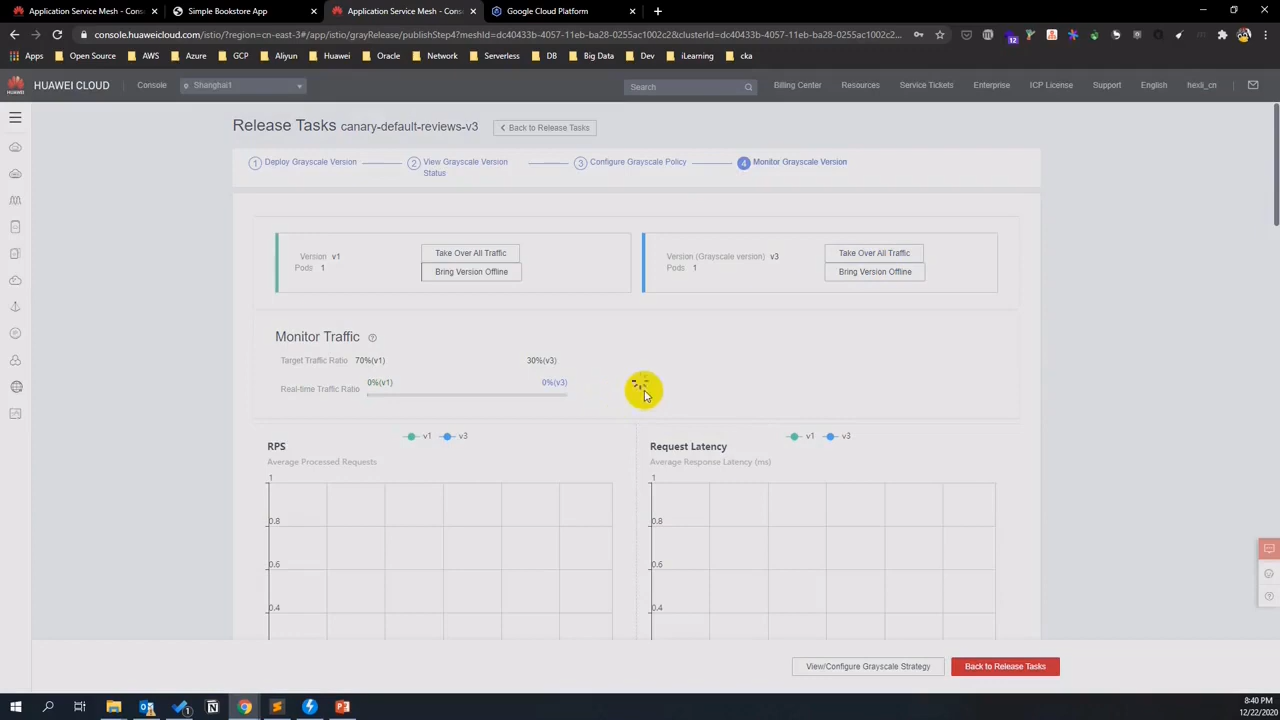 Application Service Mesh - Huawei
Simple Bookstore App
Application Service Mesh - Huawei
Google Cloud Platform
console.huaweicloud.com/istio/?region=cn-east-3#/app/istio/grayRelease/publishStep4?meshId=dc40433b-4507-11eb-ba28-0255ac1002c2&clusterId=dc40433b-4507-11eb-ba28-0255ac1002...
12
Apps
Open Source
AWS
Azure
GCP
Aliyun
Huawei
Oracle
Network
Serverless
DB
Big Data
Dev
iLearning
cka
HUAWEI
HUAWEI CLOUD
Console
Shanghai1
Search
Billing Center
Resources
Service Tickets
Enterprise
ICP License
Support
English
hexli_cn
Release Tasks canary-default-reviews-v3
Back to Release Tasks
1 Deploy Grayscale Version
2 View Grayscale Version
Status
3 Configure Grayscale Policy
4 Monitor Grayscale Version
Version v1
Pods 1
Take Over All Traffic
Bring Version Offline
Version (Grayscale version) v3
Pods 1
Take Over All Traffic
Bring Version Offline
Monitor Traffic ?
Target Traffic Ratio 70%(v1) 30%(v3)
Real-time Traffic Ratio 0%(v1) 0%(v3)
v1 v3
RPS
Average Processed Requests
1
0.8
0.6
0.4
v1 v3
Request Latency
Average Response Latency (ms)
1
0.8
0.6
0.4
View/Configure Grayscale Strategy
Back to Release Tasks
1
8:40 PM
12/22/2020